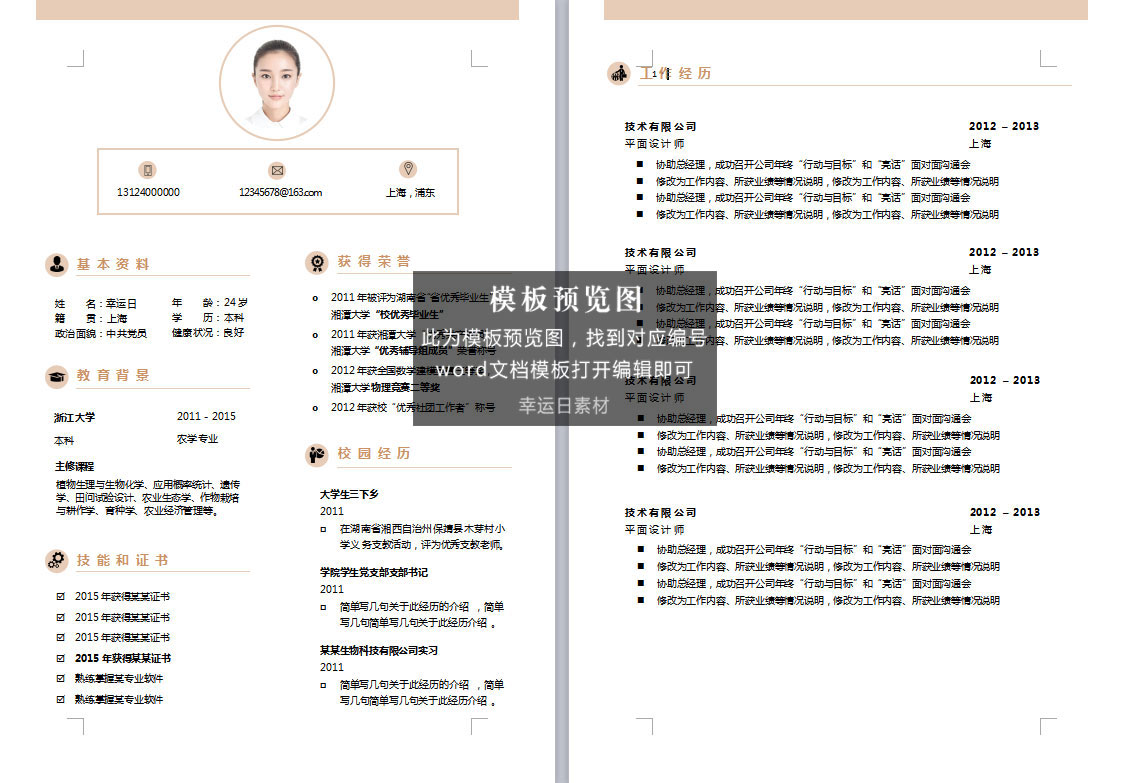 13124000000
12345678@163.com
上海，浦东
基本资料
姓 名：幸运日 年 龄：24岁
籍 贯：上海 学 历：本科
政治面貌：中共党员 健康状况：良好
教育背景
浙江大学 2011 - 2015
本科 农学专业
主修课程
植物生理与生物化学、应用概率统计、遗传
学、田间试验设计、农业生态学、作物栽培
与耕作学、育种学、农业经济管理等。
技能和证书
2015 年获得某某证书
2015 年获得某某证书
2015 年获得某某证书
2015 年获得某某证书
熟练掌握某专业软件
熟练掌握某专业软件
获得荣誉
2011 年被评为湖南省“省优秀毕业生”
湘潭大学“校优秀毕业生”
2011 年获湘潭大学
湘潭大学“优秀辅导组成员”荣誉称号
2012 年获全国数学建模
湘潭大学物理竞赛二等奖
2012 年获校“优秀社团工作者”称号
校园经历
大学生三下乡
2011
在湖南省湘西自治州保靖县木芽村小
学义务支教活动，评为优秀支教老师。
学院学生党支部支部书记
2011
简单写几句关于此经历的介绍 ，简单
写几句简单写几句关于此经历介绍 。
某某生物科技有限公司实习
2011
简单写几句关于此经历的介绍 ，简单
写几句简单写几句关于此经历介绍 。
模板预览图
此为模板预览图，找到对应编号
word文档模板打开编辑即可
幸运日素材
工作经历
1
技术有限公司 2012 – 2013
平面设计师 上海
协助总经理，成功召开公司年终“行动与目标”和“亮话”面对面沟通会
修改为工作内容、所获业绩等情况说明，修改为工作内容、所获业绩等情况说明
协助总经理，成功召开公司年终“行动与目标”和“亮话”面对面沟通会
修改为工作内容、所获业绩等情况说明，修改为工作内容、所获业绩等情况说明
技术有限公司 2012 – 2013
平面设计师 上海
协助总经理，成功召开公司年终“行动与目标”和“亮话”面对面沟通会
修改为工作内容、所获业绩等情况说明，修改为工作内容、所获业绩等情况说明
协助总经理，成功召开公司年终“行动与目标”和“亮话”面对面沟通会
修改为工作内容、所获业绩等情况说明，修改为工作内容、所获业绩等情况说明
技术有限公司 2012 – 2013
平面设计师 上海
协助总经理，成功召开公司年终“行动与目标”和“亮话”面对面沟通会
修改为工作内容、所获业绩等情况说明，修改为工作内容、所获业绩等情况说明
协助总经理，成功召开公司年终“行动与目标”和“亮话”面对面沟通会
修改为工作内容、所获业绩等情况说明，修改为工作内容、所获业绩等情况说明
技术有限公司 2012 – 2013
平面设计师 上海
协助总经理，成功召开公司年终“行动与目标”和“亮话”面对面沟通会
修改为工作内容、所获业绩等情况说明，修改为工作内容、所获业绩等情况说明
协助总经理，成功召开公司年终“行动与目标”和“亮话”面对面沟通会
修改为工作内容、所获业绩等情况说明，修改为工作内容、所获业绩等情况说明